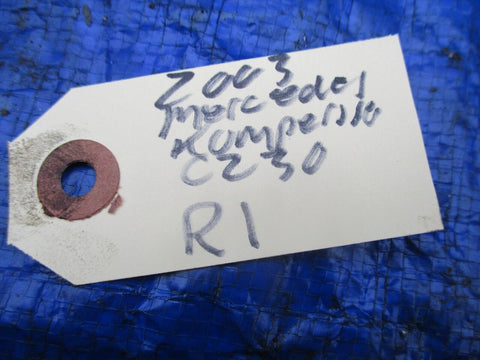 2003
mercedes
Kompressor
C230
R1